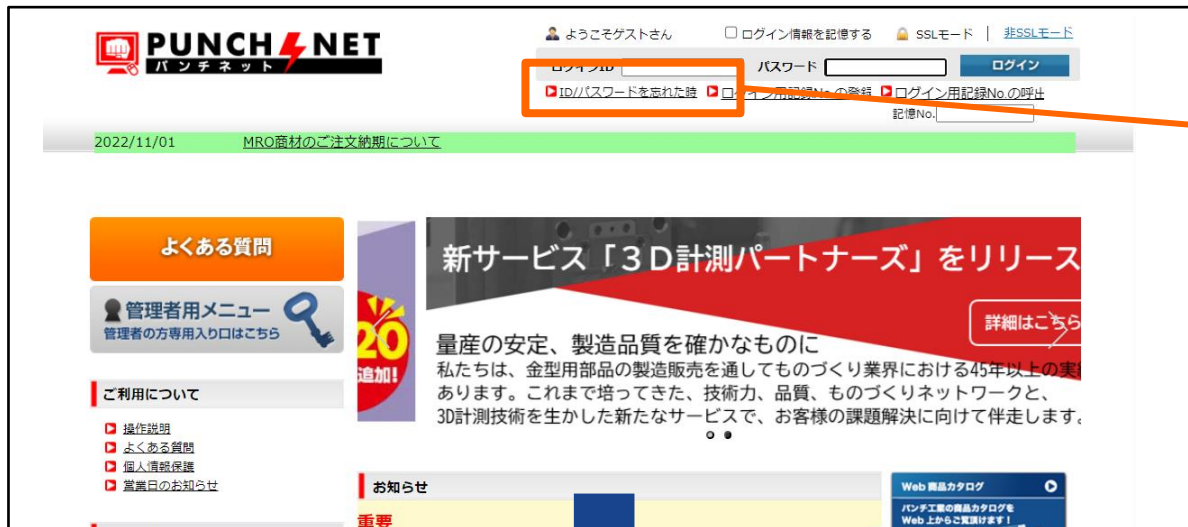 PUNCH NET
パンチネット
ようこそゲストさん
ログイン情報を記憶する
SSLモード | 非SSLモード
ログインID
パスワード
ログイン
ID/パスワードを忘れた時
ログイン用記録No.の登録
ログイン用記録No.の呼出
記憶No.
2022/11/01 MRO商材のご注文納期について
よくある質問
管理者用メニュー
管理者の方専用入り口はこちら
ご利用について
操作説明
よくある質問
個人情報保護
営業日のお知らせ
20
追加!
新サービス「3D計測パートナーズ」をリリース
詳細はこちら
量産の安定、製造品質を確かなものに
私たちは、金型用部品の製造販売を通してものづくり業界における45年以上の実
あります。これまで培ってきた、技術力、品質、ものづくりネットワークと、
3D計測技術を生かした新たなサービスで、お客様の課題解決に向けて伴走します。
お知らせ
重要
Web 商品カタログ
パンチ工業の商品カタログを
Web 上からご覧頂けます!